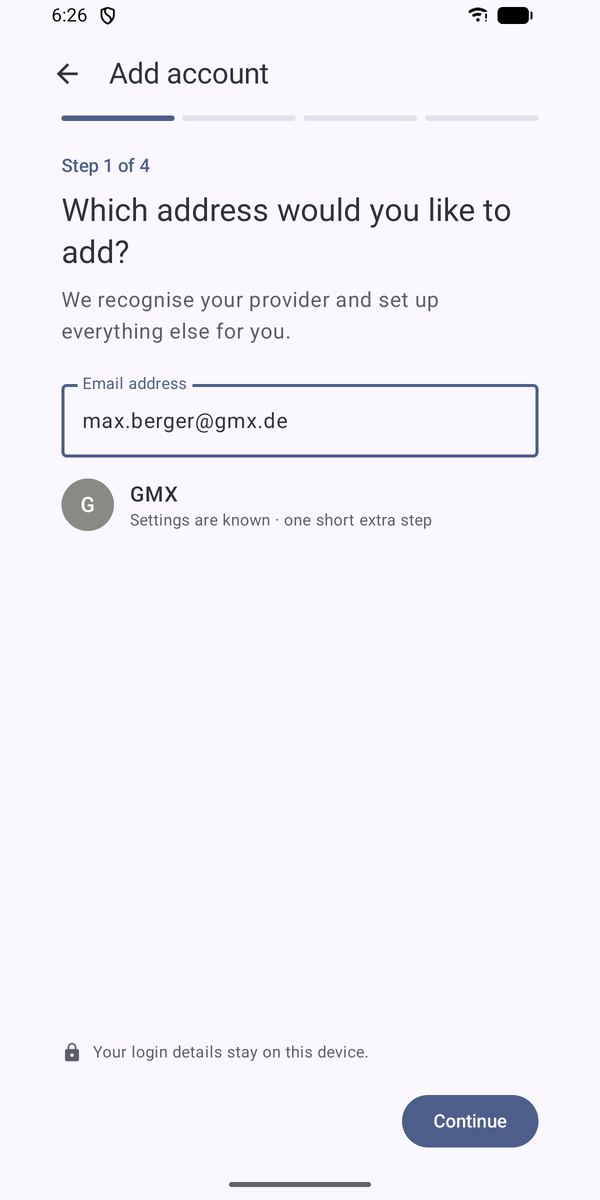 6:26
Add account
Step 1 of 4
Which address would you like to
add?
We recognise your provider and set up
everything else for you.
Email address
max.berger@gmx.de
G
GMX
Settings are known · one short extra step
Your login details stay on this device.
Continue